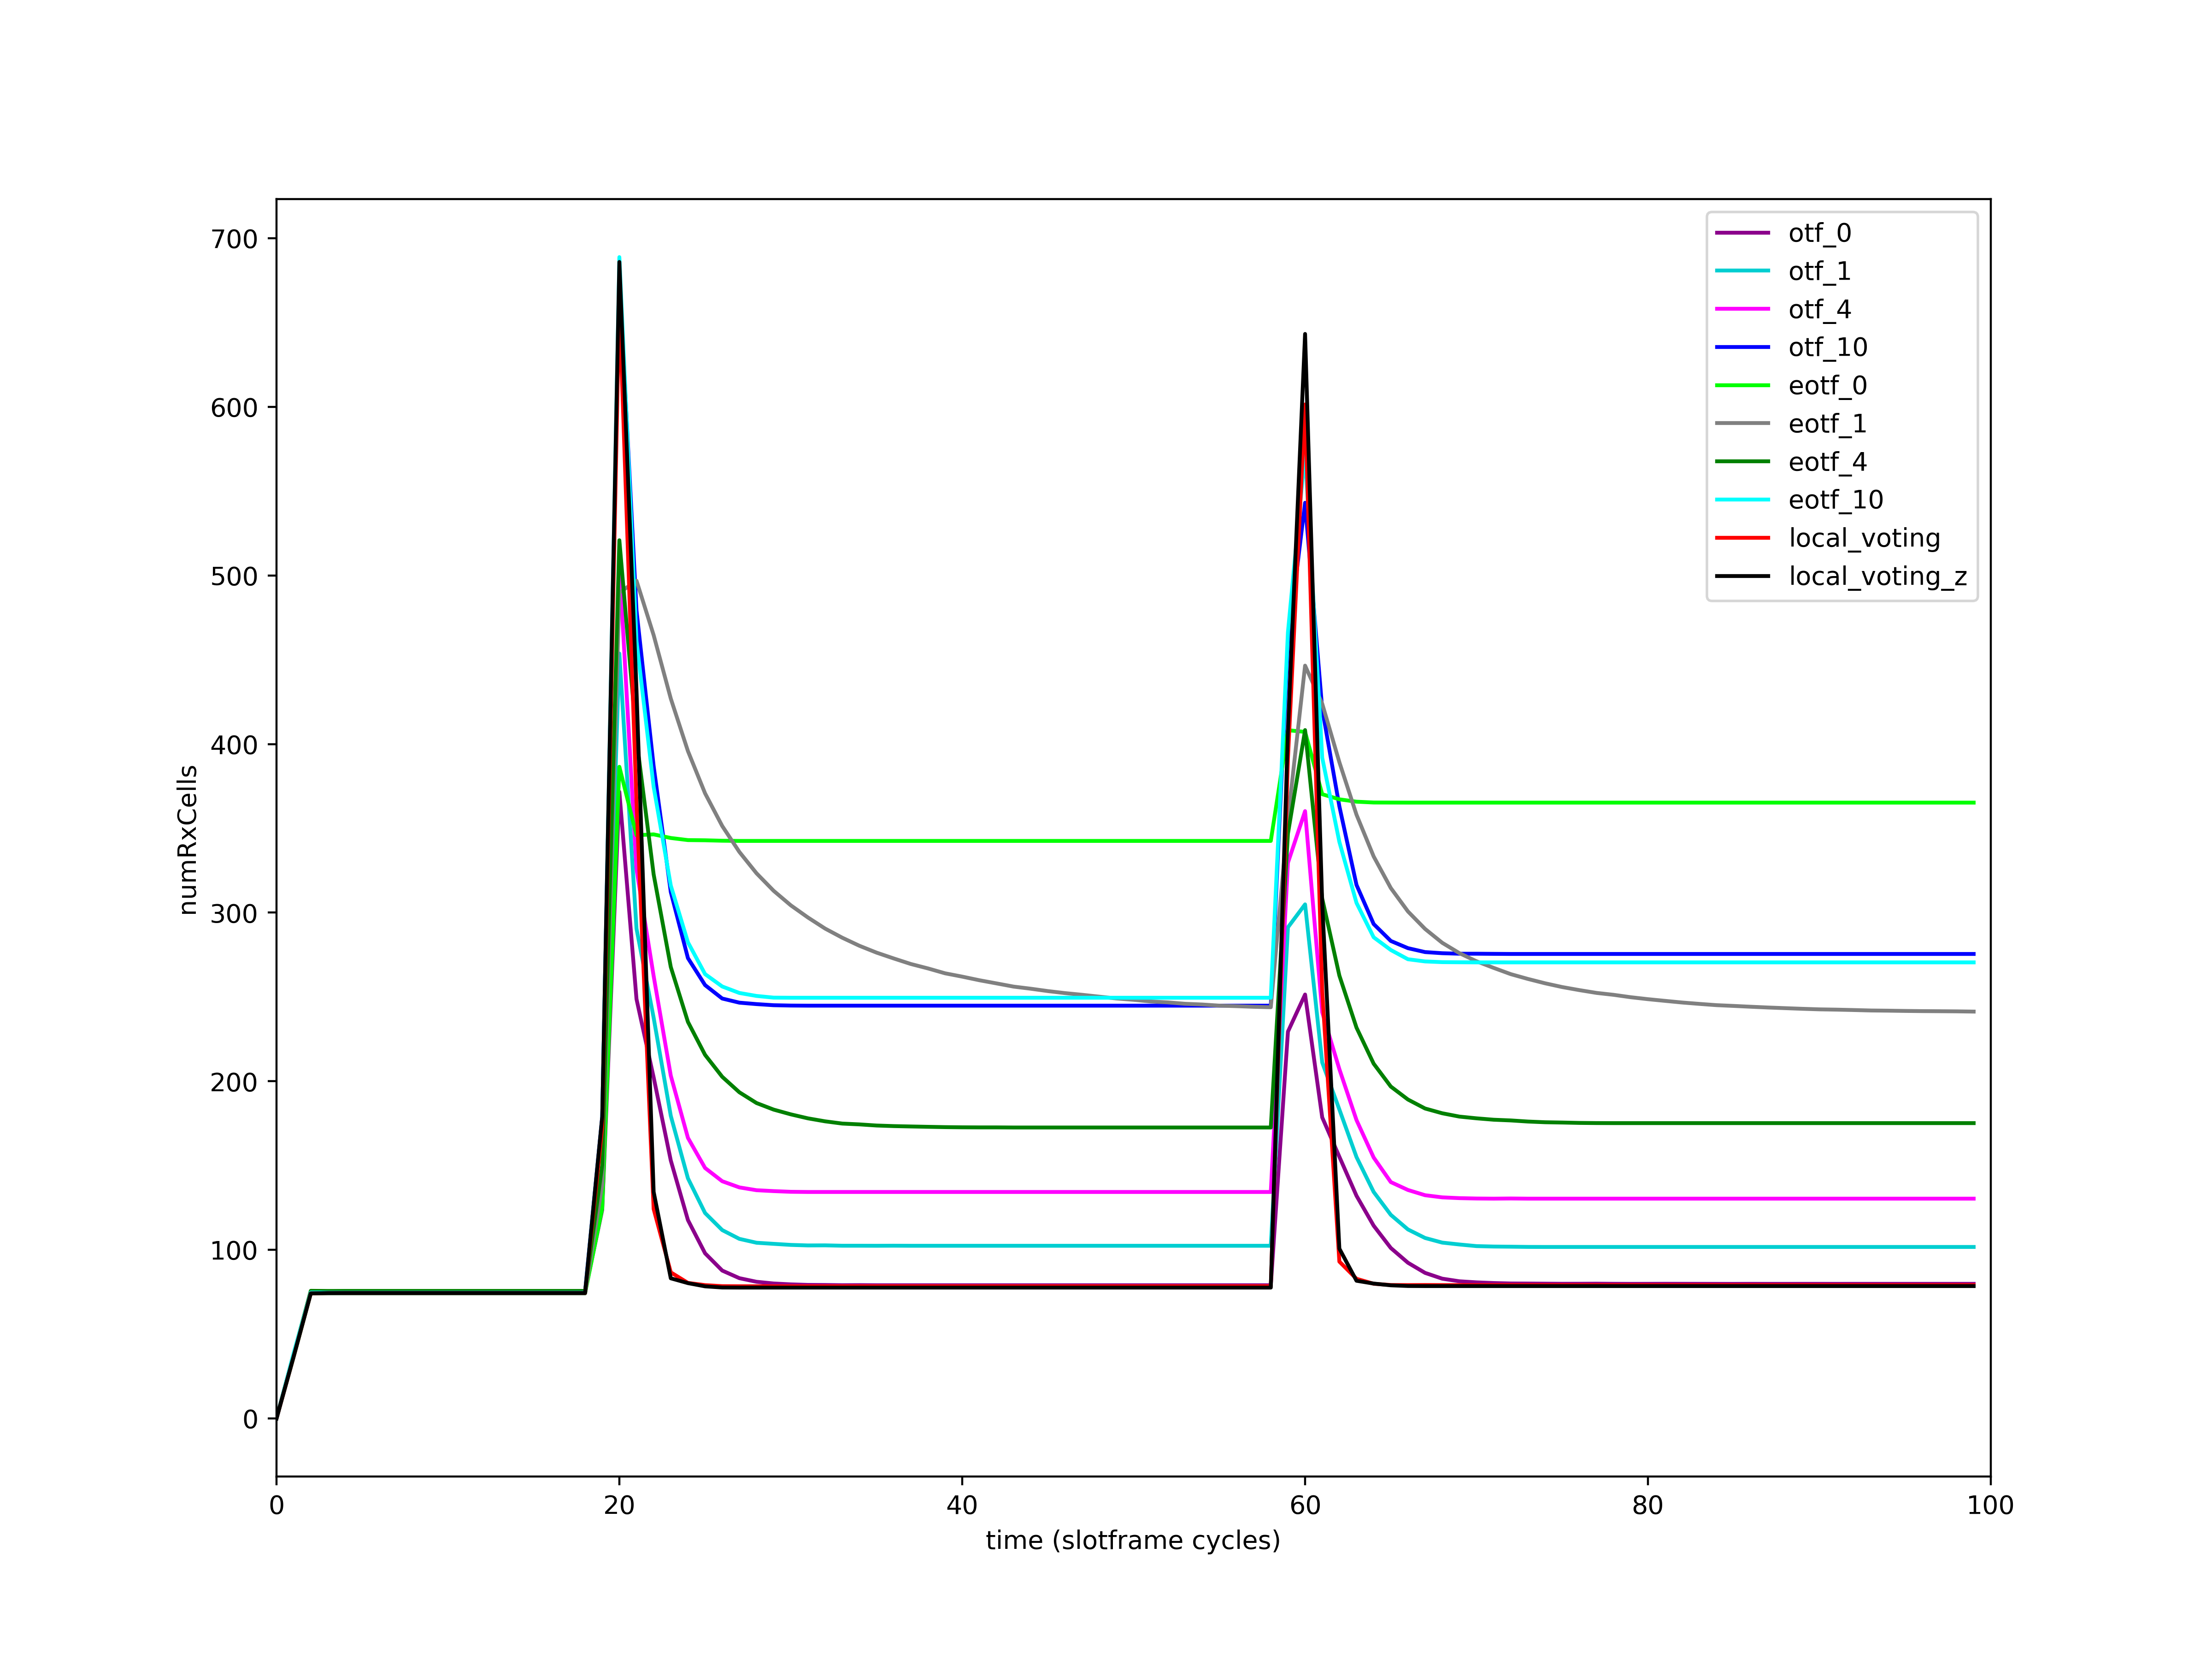 700
600
500
400
300
200
100
0
numRxCells
0 20 40 60 80 100
time (slotframe cycles)
otf_0
otf_1
otf_4
otf_10
eotf_0
eotf_1
eotf_4
eotf_10
local_voting
local_voting_z